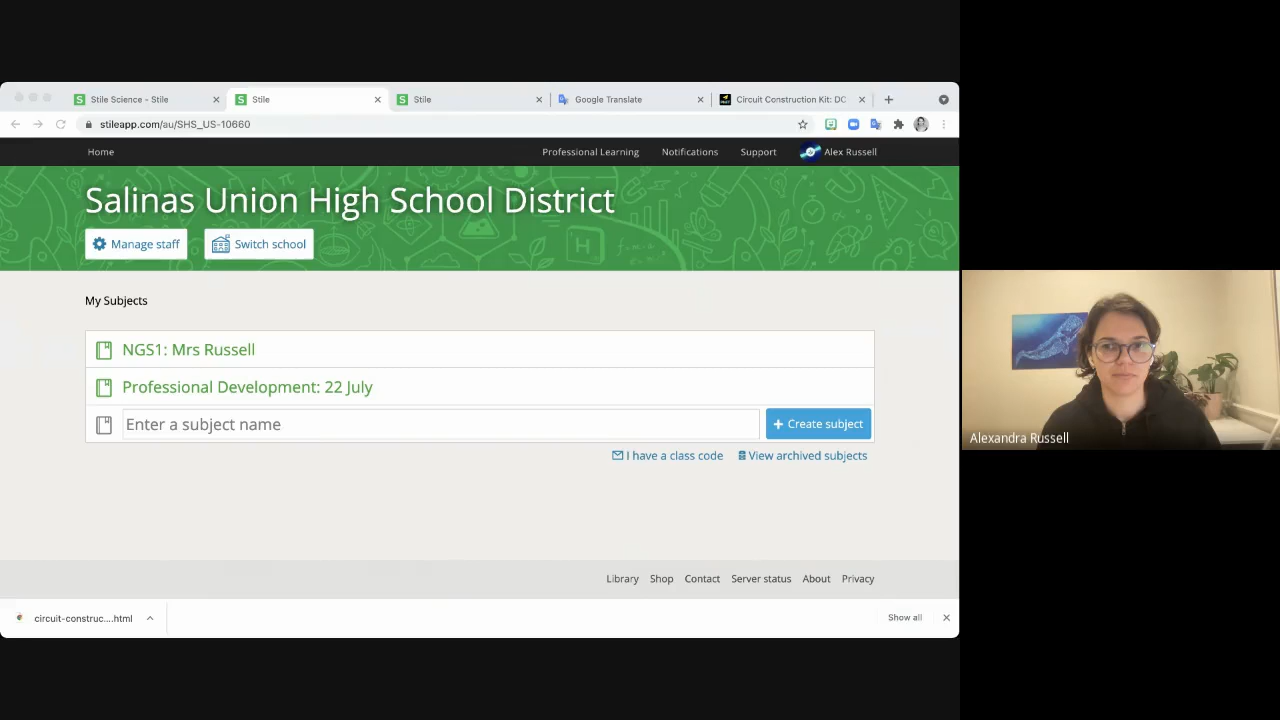 Stile Science - Stile
Stile
Stile
Google Translate
Circuit Construction Kit: DC
stileapp.com/au/SHS_US-10660
Home
Professional Learning
Notifications
Support
Alex Russell
Salinas Union High School District
Manage staff
Switch school
My Subjects
NGS1: Mrs Russell
Professional Development: 22 July
Enter a subject name
+ Create subject
I have a class code
View archived subjects
Alexandra Russell
Library
Shop
Contact
Server status
About
Privacy
circuit-construc....html
Show all